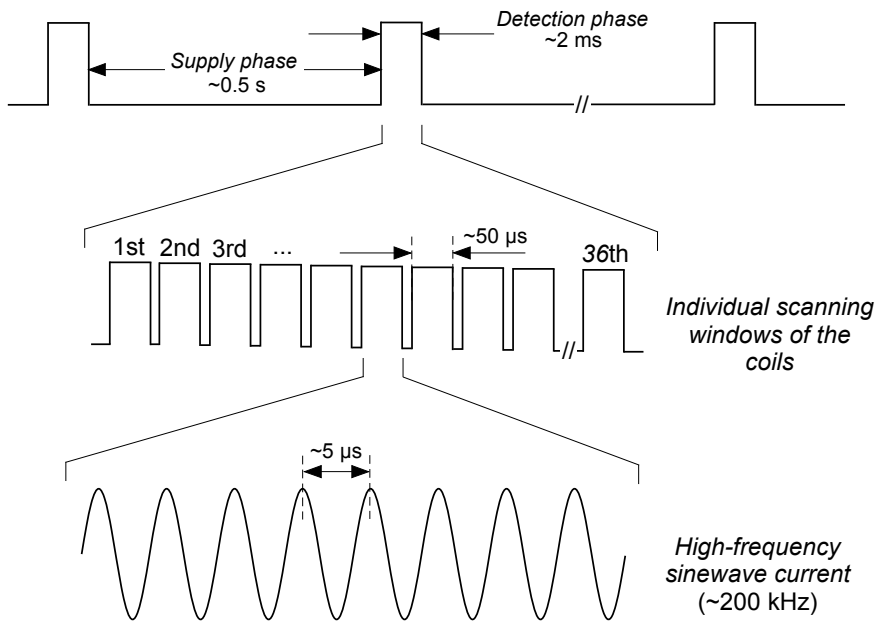 Detection phase
~2 ms
Supply phase
~0.5 s
//
1st 2nd 3rd ... ~50 µs 36th
//
Individual scanning
windows of the
coils
~5 µs
High-frequency
sinewave current
(~200 kHz)